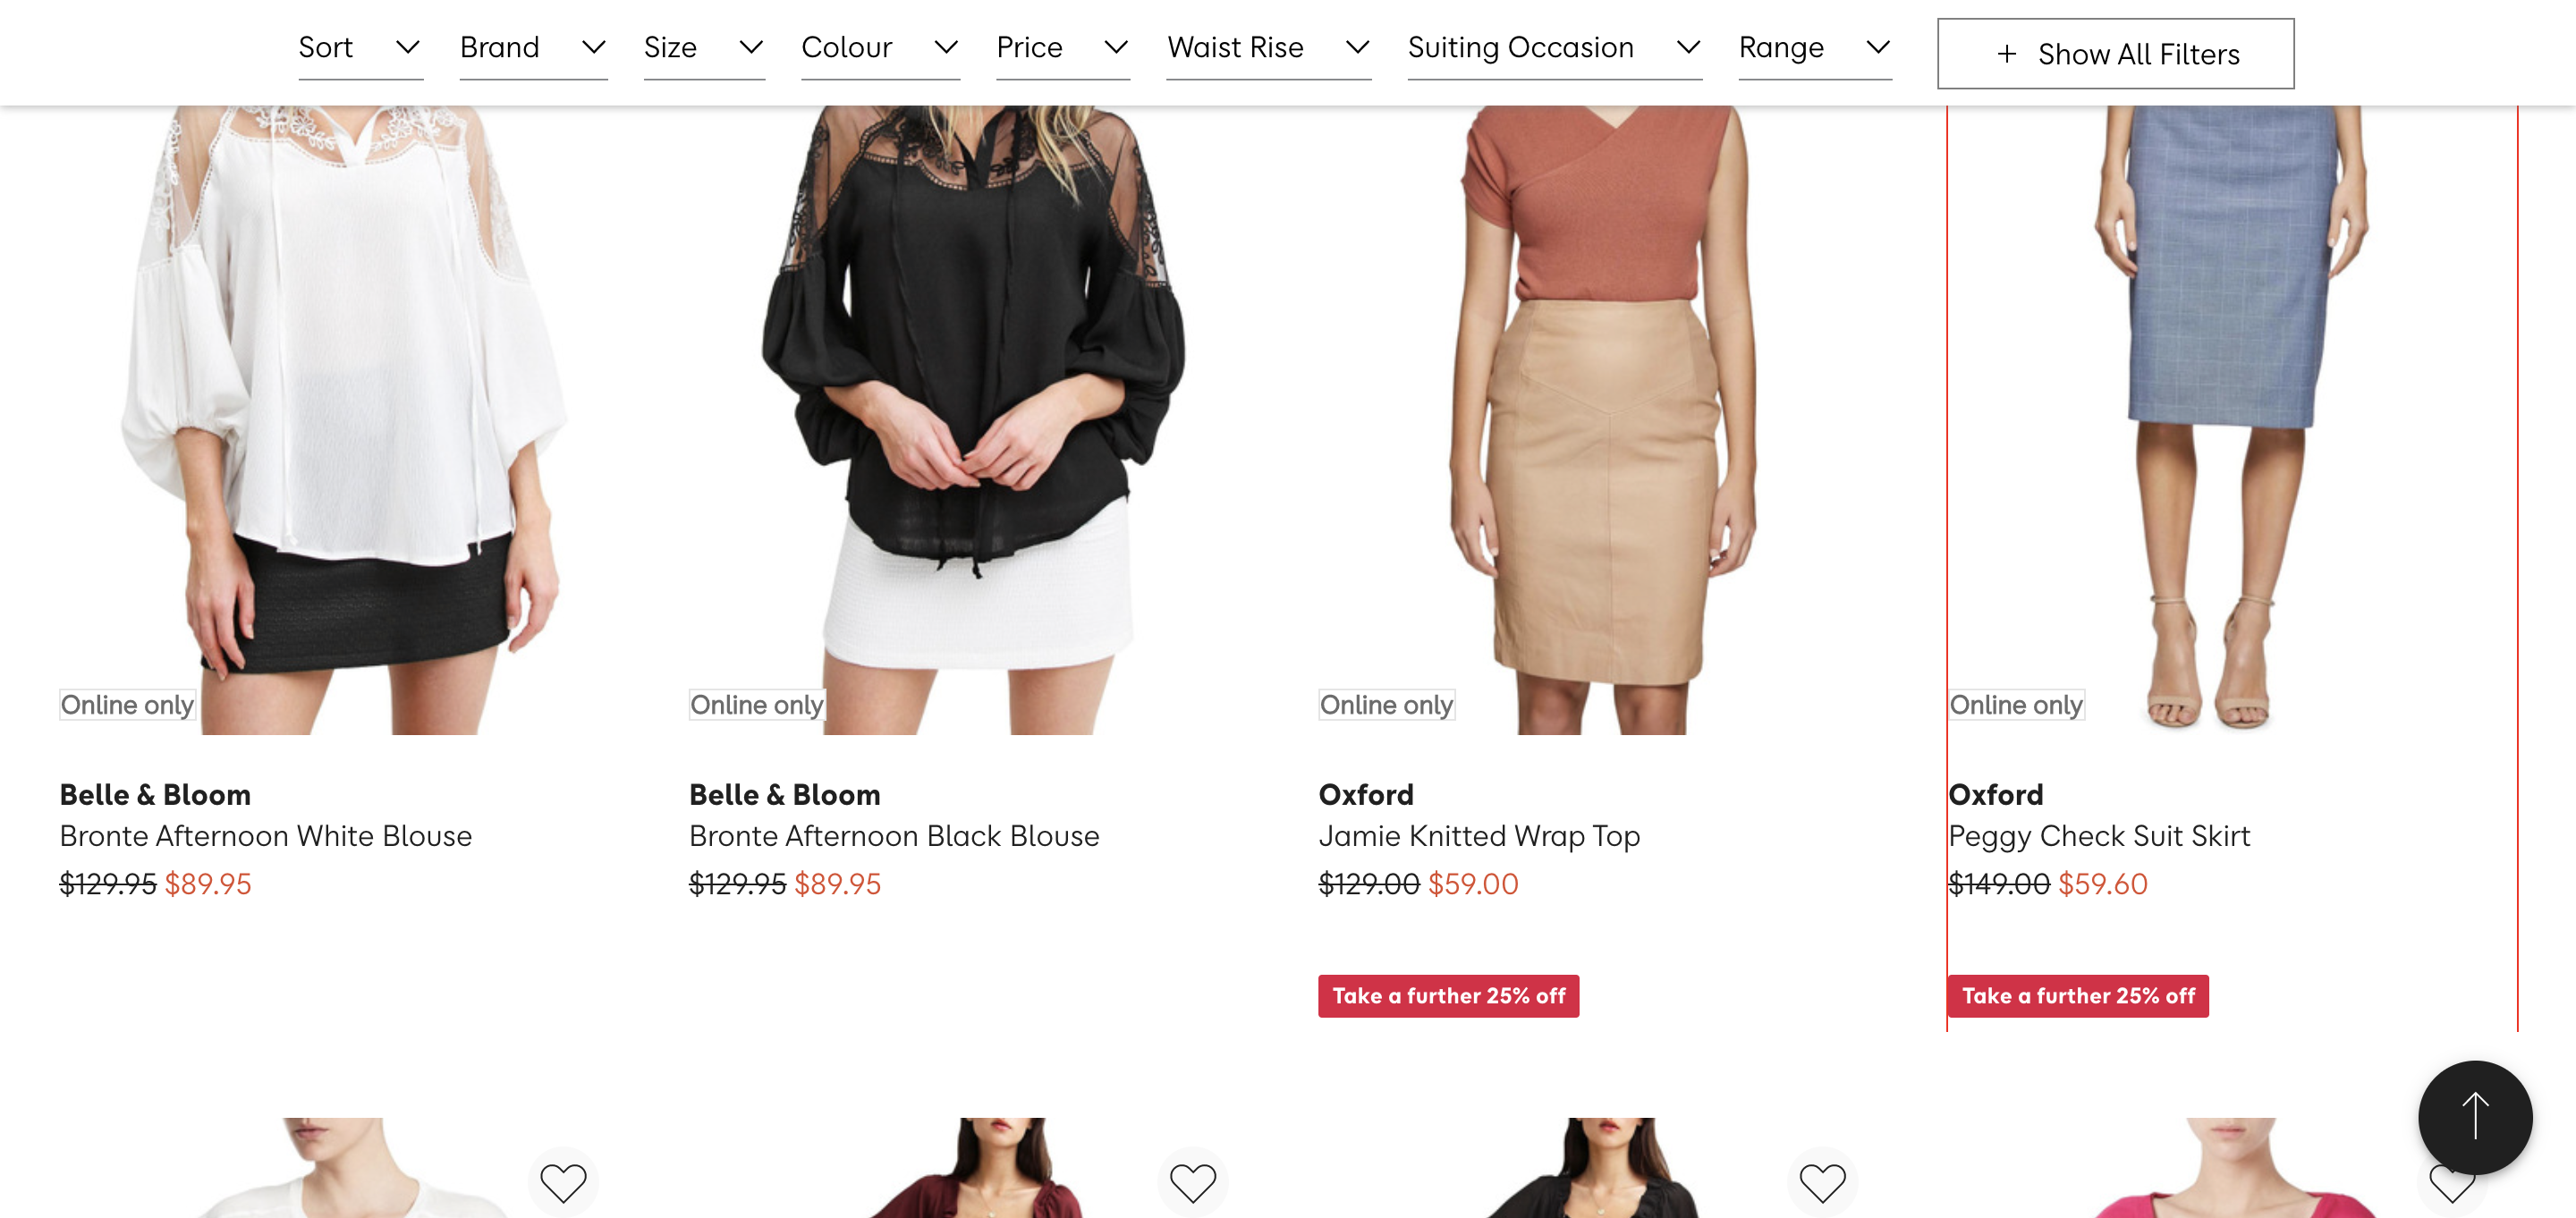 Sort Brand Size Colour Price Waist Rise Suiting Occasion Range + Show All Filters
Online only Online only Online only Online only
Belle & Bloom
Bronte Afternoon White Blouse
$129.95 $89.95
Belle & Bloom
Bronte Afternoon Black Blouse
$129.95 $89.95
Oxford
Jamie Knitted Wrap Top
$129.00 $59.00
Take a further 25% off
Oxford
Peggy Check Suit Skirt
$149.00 $59.60
Take a further 25% off